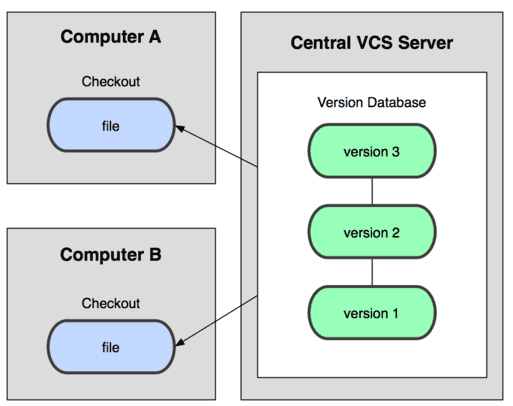 Computer A
Checkout
file
Computer B
Checkout
file
Central VCS Server
Version Database
version 3
version 2
version 1